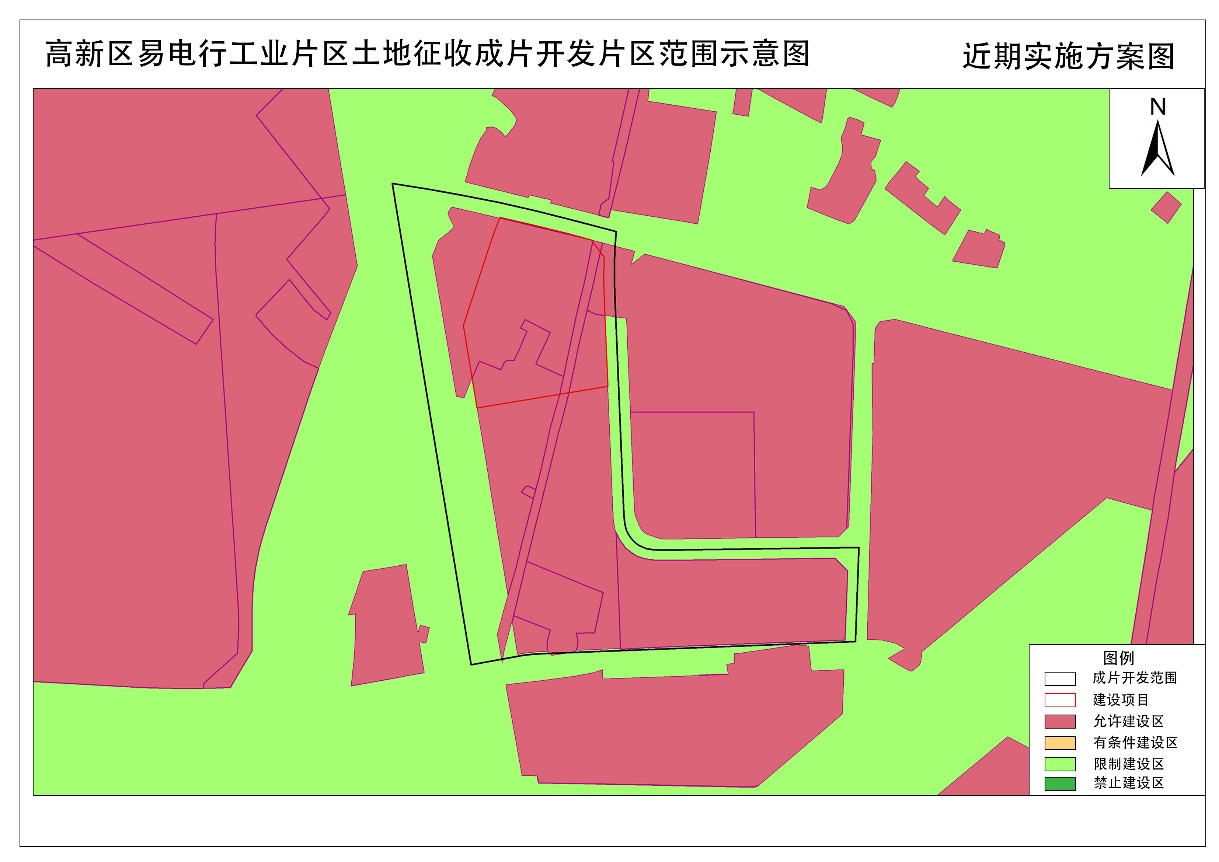 高新区易电行工业片区土地征收成片开发片区范围示意图
近期实施方案图
N
图例
成片开发范围
建设项目
允许建设区
有条件建设区
限制建设区
禁止建设区